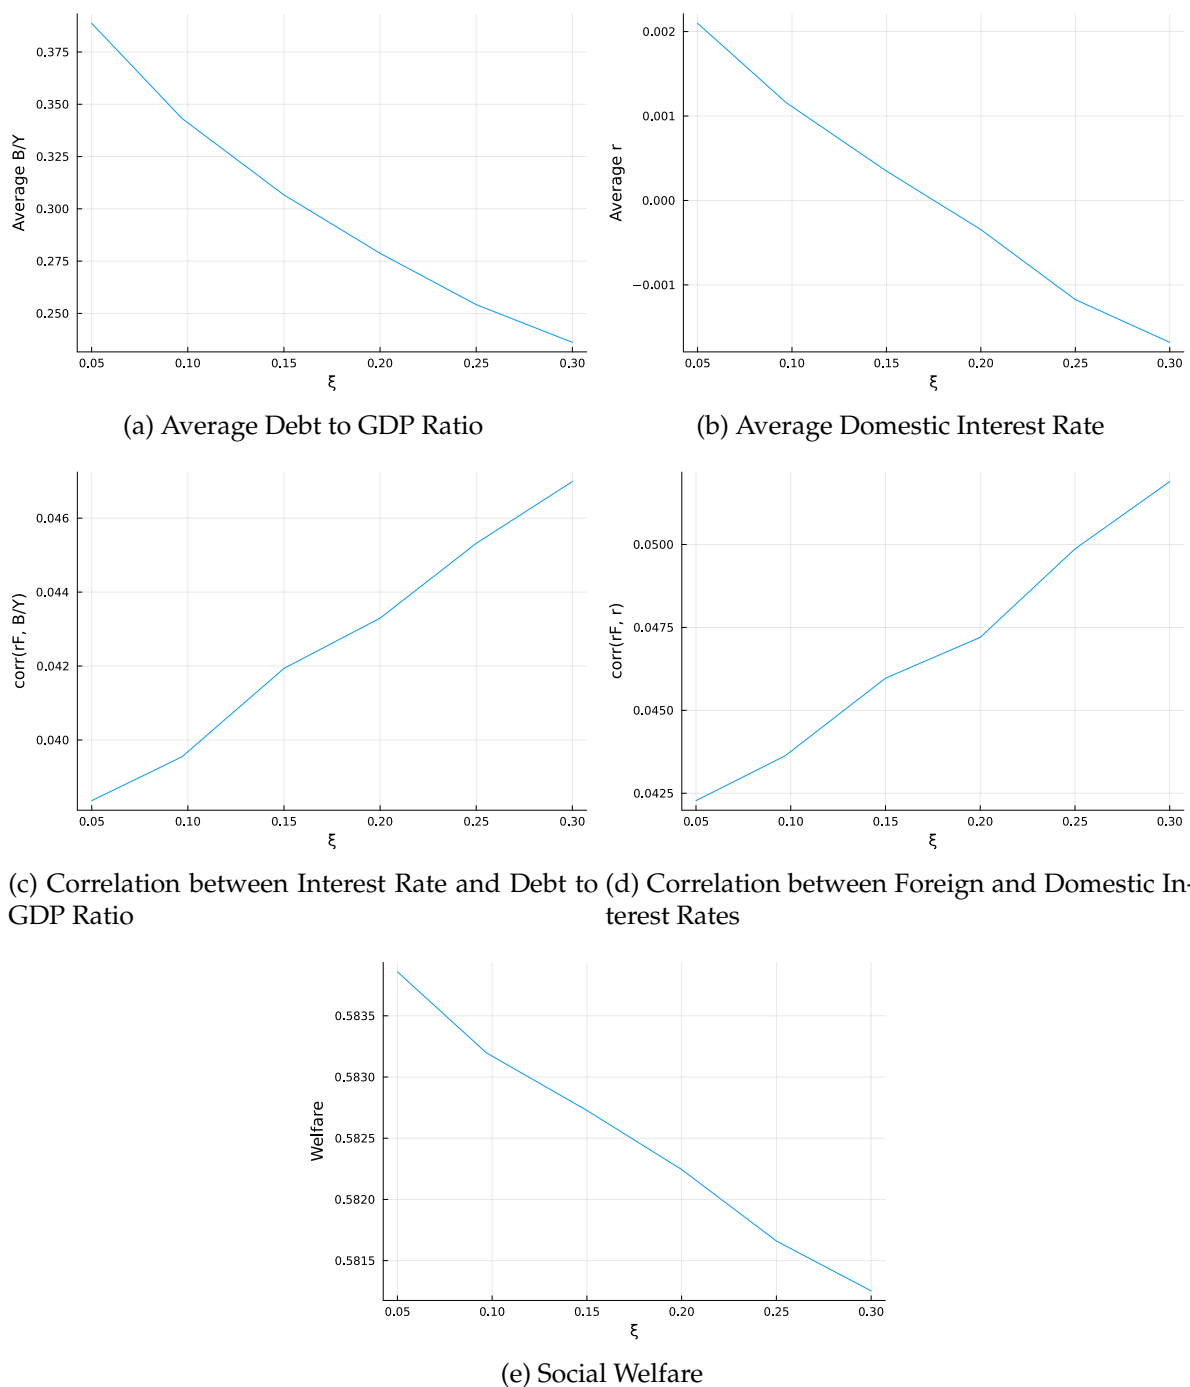 0.375
0.350
0.325
0.300
0.275
0.250
Average B/Y
0.05 0.10 0.15 0.20 0.25 0.30
ξ
(a) Average Debt to GDP Ratio
0.002
0.001
0.000
−0.001
Average r
0.05 0.10 0.15 0.20 0.25 0.30
ξ
(b) Average Domestic Interest Rate
0.046
0.044
0.042
0.040
corr(rF, B/Y)
0.05 0.10 0.15 0.20 0.25 0.30
ξ
(c) Correlation between Interest Rate and Debt to
GDP Ratio
0.0500
0.0475
0.0450
0.0425
corr(rF, r)
0.05 0.10 0.15 0.20 0.25 0.30
ξ
(d) Correlation between Foreign and Domestic In-
terest Rates
0.5835
0.5830
0.5825
0.5820
0.5815
Welfare
0.05 0.10 0.15 0.20 0.25 0.30
ξ
(e) Social Welfare